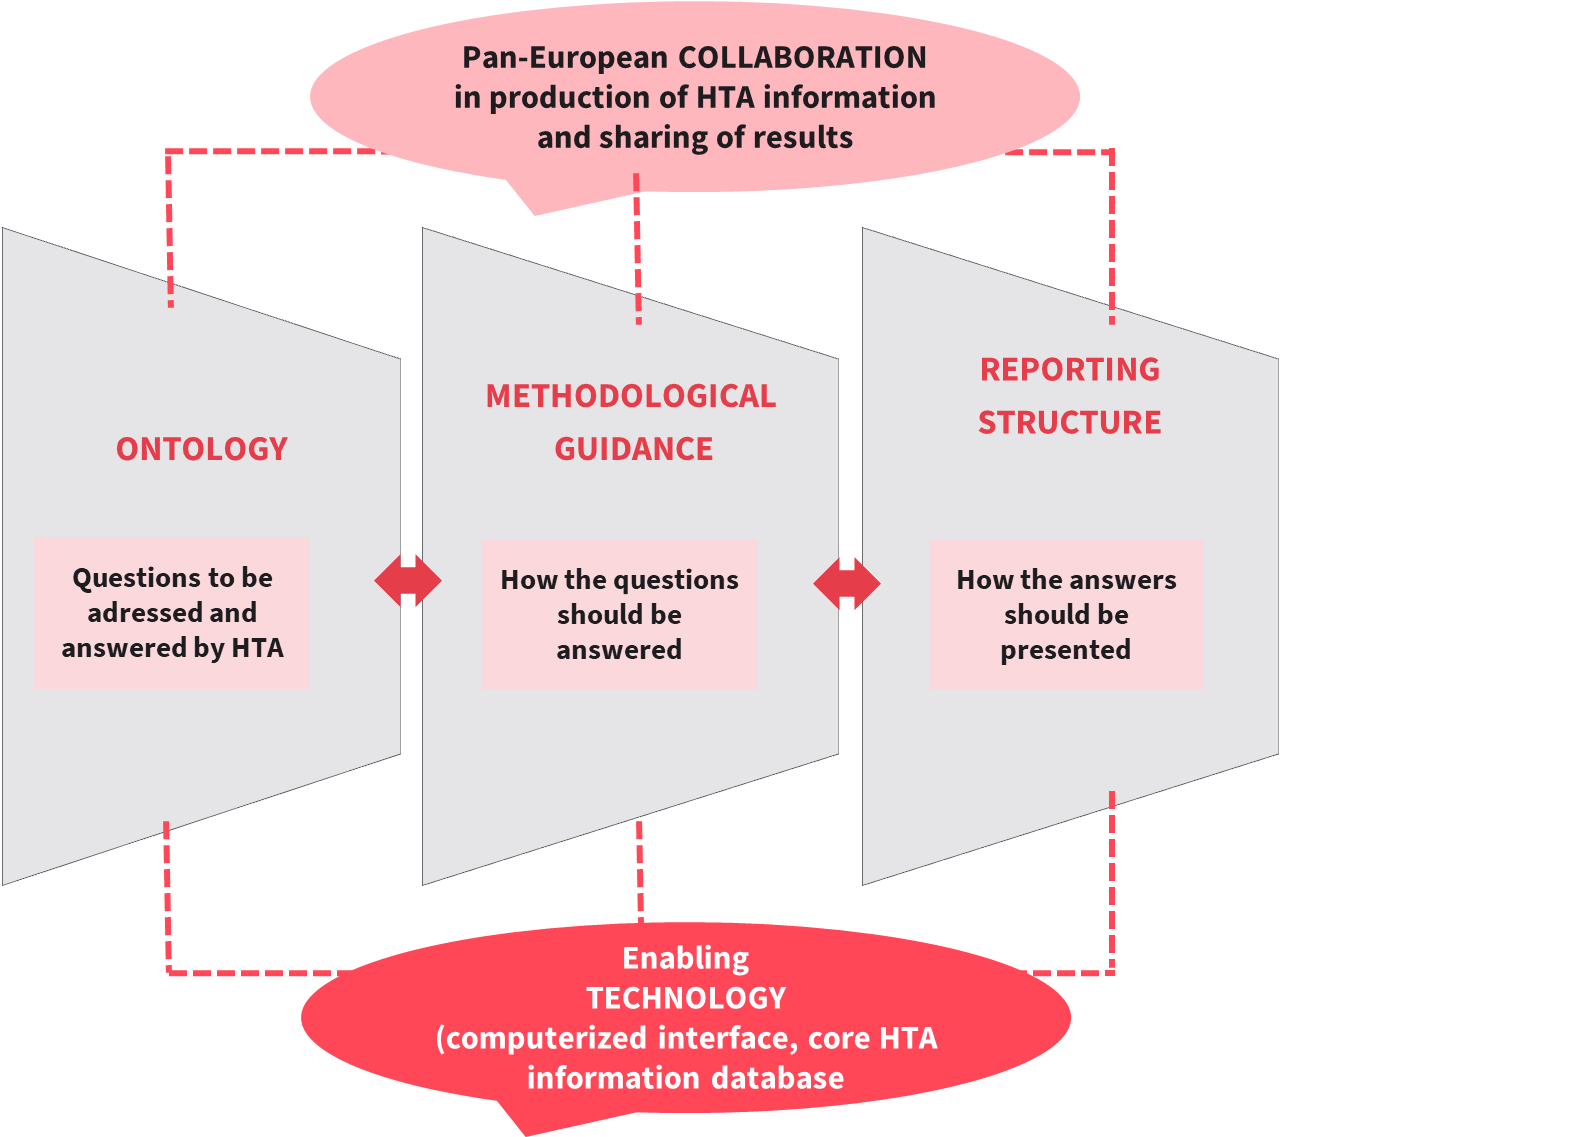 Pan-European COLLABORATION
in production of HTA information
and sharing of results
ONTOLOGY
Questions to be
adressed and
answered by HTA
METHODOLOGICAL
GUIDANCE
How the questions
should be
answered
REPORTING
STRUCTURE
How the answers
should be
presented
Enabling
TECHNOLOGY
(computerized interface, core HTA
information database